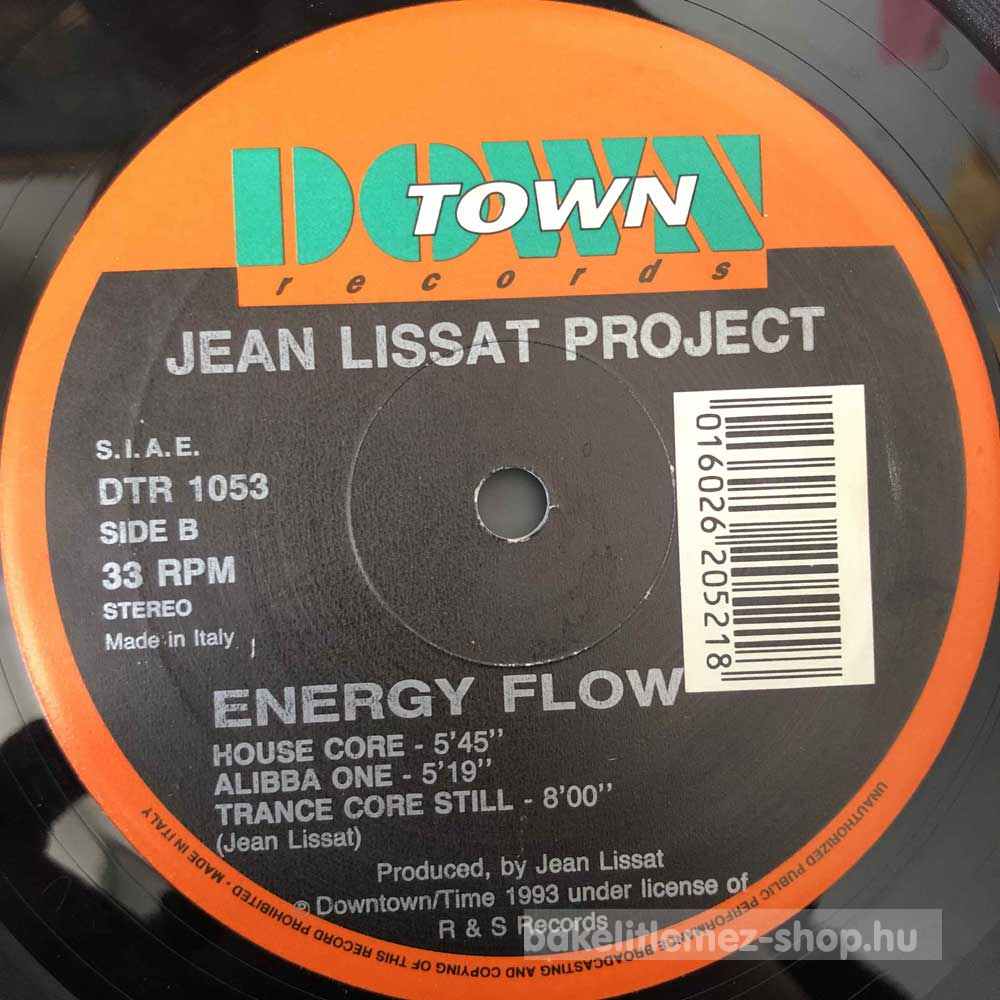 DOWN
TOWN
records
JEAN LISSAT PROJECT
S.I.A.E.
DTR 1053
SIDE B
33 RPM
STEREO
Made in Italy
016026205218
ENERGY FLOW
HOUSE CORE - 5'45''
ALIBBA ONE - 5'19''
TRANCE CORE STILL - 8'00''
(Jean Lissat)
Produced, by Jean Lissat
℗ Downtown/Time 1993 under license of
R & S Records
UNAUTHORIZED PUBLIC PERFORMANCE BROADCASTING AND COPYING OF THIS RECORD PROHIBITED - MADE IN ITALY
bakelitlemez-shop.hu